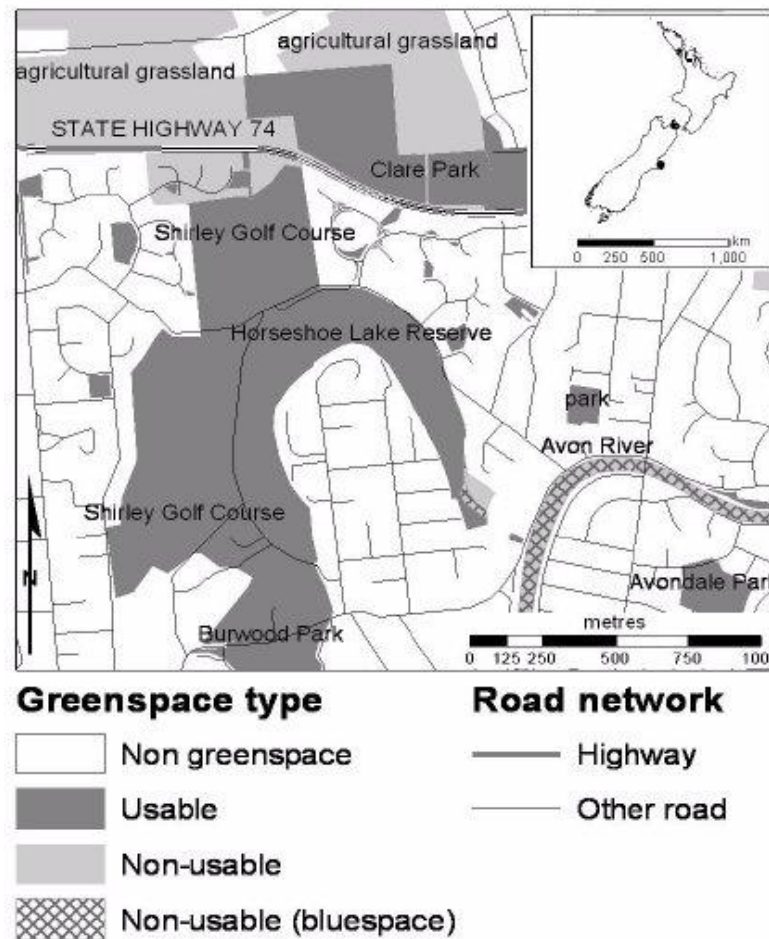 agricultural grassland
agricultural grassland
STATE HIGHWAY 74
Clare Park
km
0 250 500 1,000
Shirley Golf Course
Horseshoe Lake Reserve
park
Avon River
Shirley Golf Course
N
Avondale Park
Burwood Park
metres
0 125 250 500 750 100
Greenspace type
Non greenspace
Usable
Non-usable
Non-usable (bluespace)
Road network
Highway
Other road